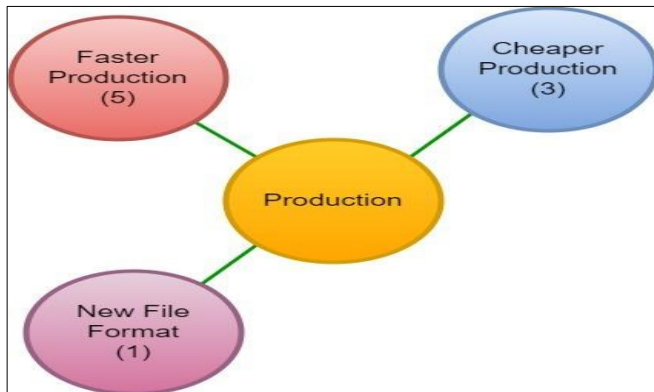 Faster
Production
(5)
Cheaper
Production
(3)
Production
New File
Format
(1)